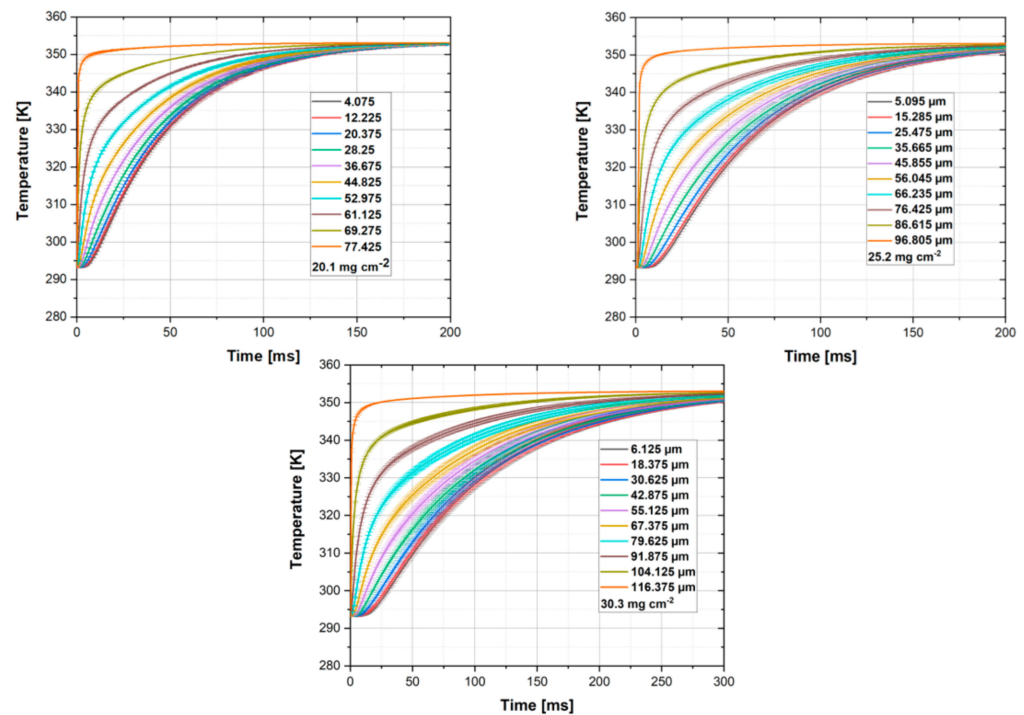 360
350
340
330
320
310
300
290
280
Temperature [K]
0
50
100
150
200
Time [ms]
4.075
12.225
20.375
28.25
36.675
44.825
52.975
61.125
69.275
77.425
20.1 mg cm-2
360
350
340
330
320
310
300
290
280
Temperature [K]
0
50
100
150
200
Time [ms]
5.095 µm
15.285 µm
25.475 µm
35.665 µm
45.855 µm
56.045 µm
66.235 µm
76.425 µm
86.615 µm
96.805 µm
25.2 mg cm-2
360
350
340
330
320
310
300
290
280
Temperature [K]
0
50
100
150
200
250
300
Time [ms]
6.125 µm
18.375 µm
30.625 µm
42.875 µm
55.125 µm
67.375 µm
79.625 µm
91.875 µm
104.125 µm
116.375 µm
30.3 mg cm-2